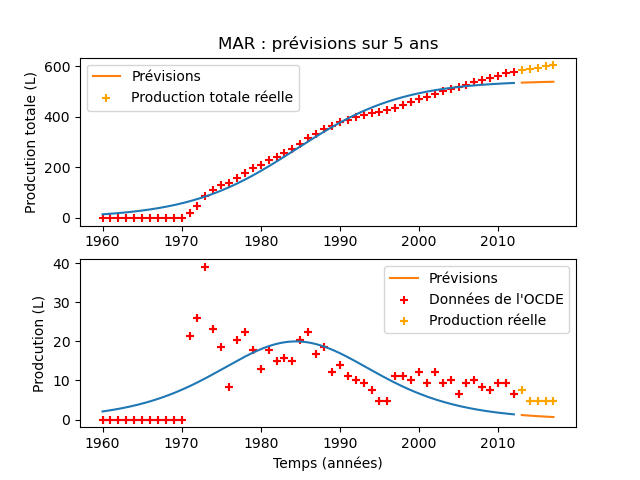 MAR : prévisions sur 5 ans
Prodcution totale (L)
600
400
200
0
Prévisions
Production totale réelle
1960 1970 1980 1990 2000 2010
Prodcution (L)
40
30
20
10
0
Prévisions
Données de l'OCDE
Production réelle
1960 1970 1980 1990 2000 2010
Temps (années)